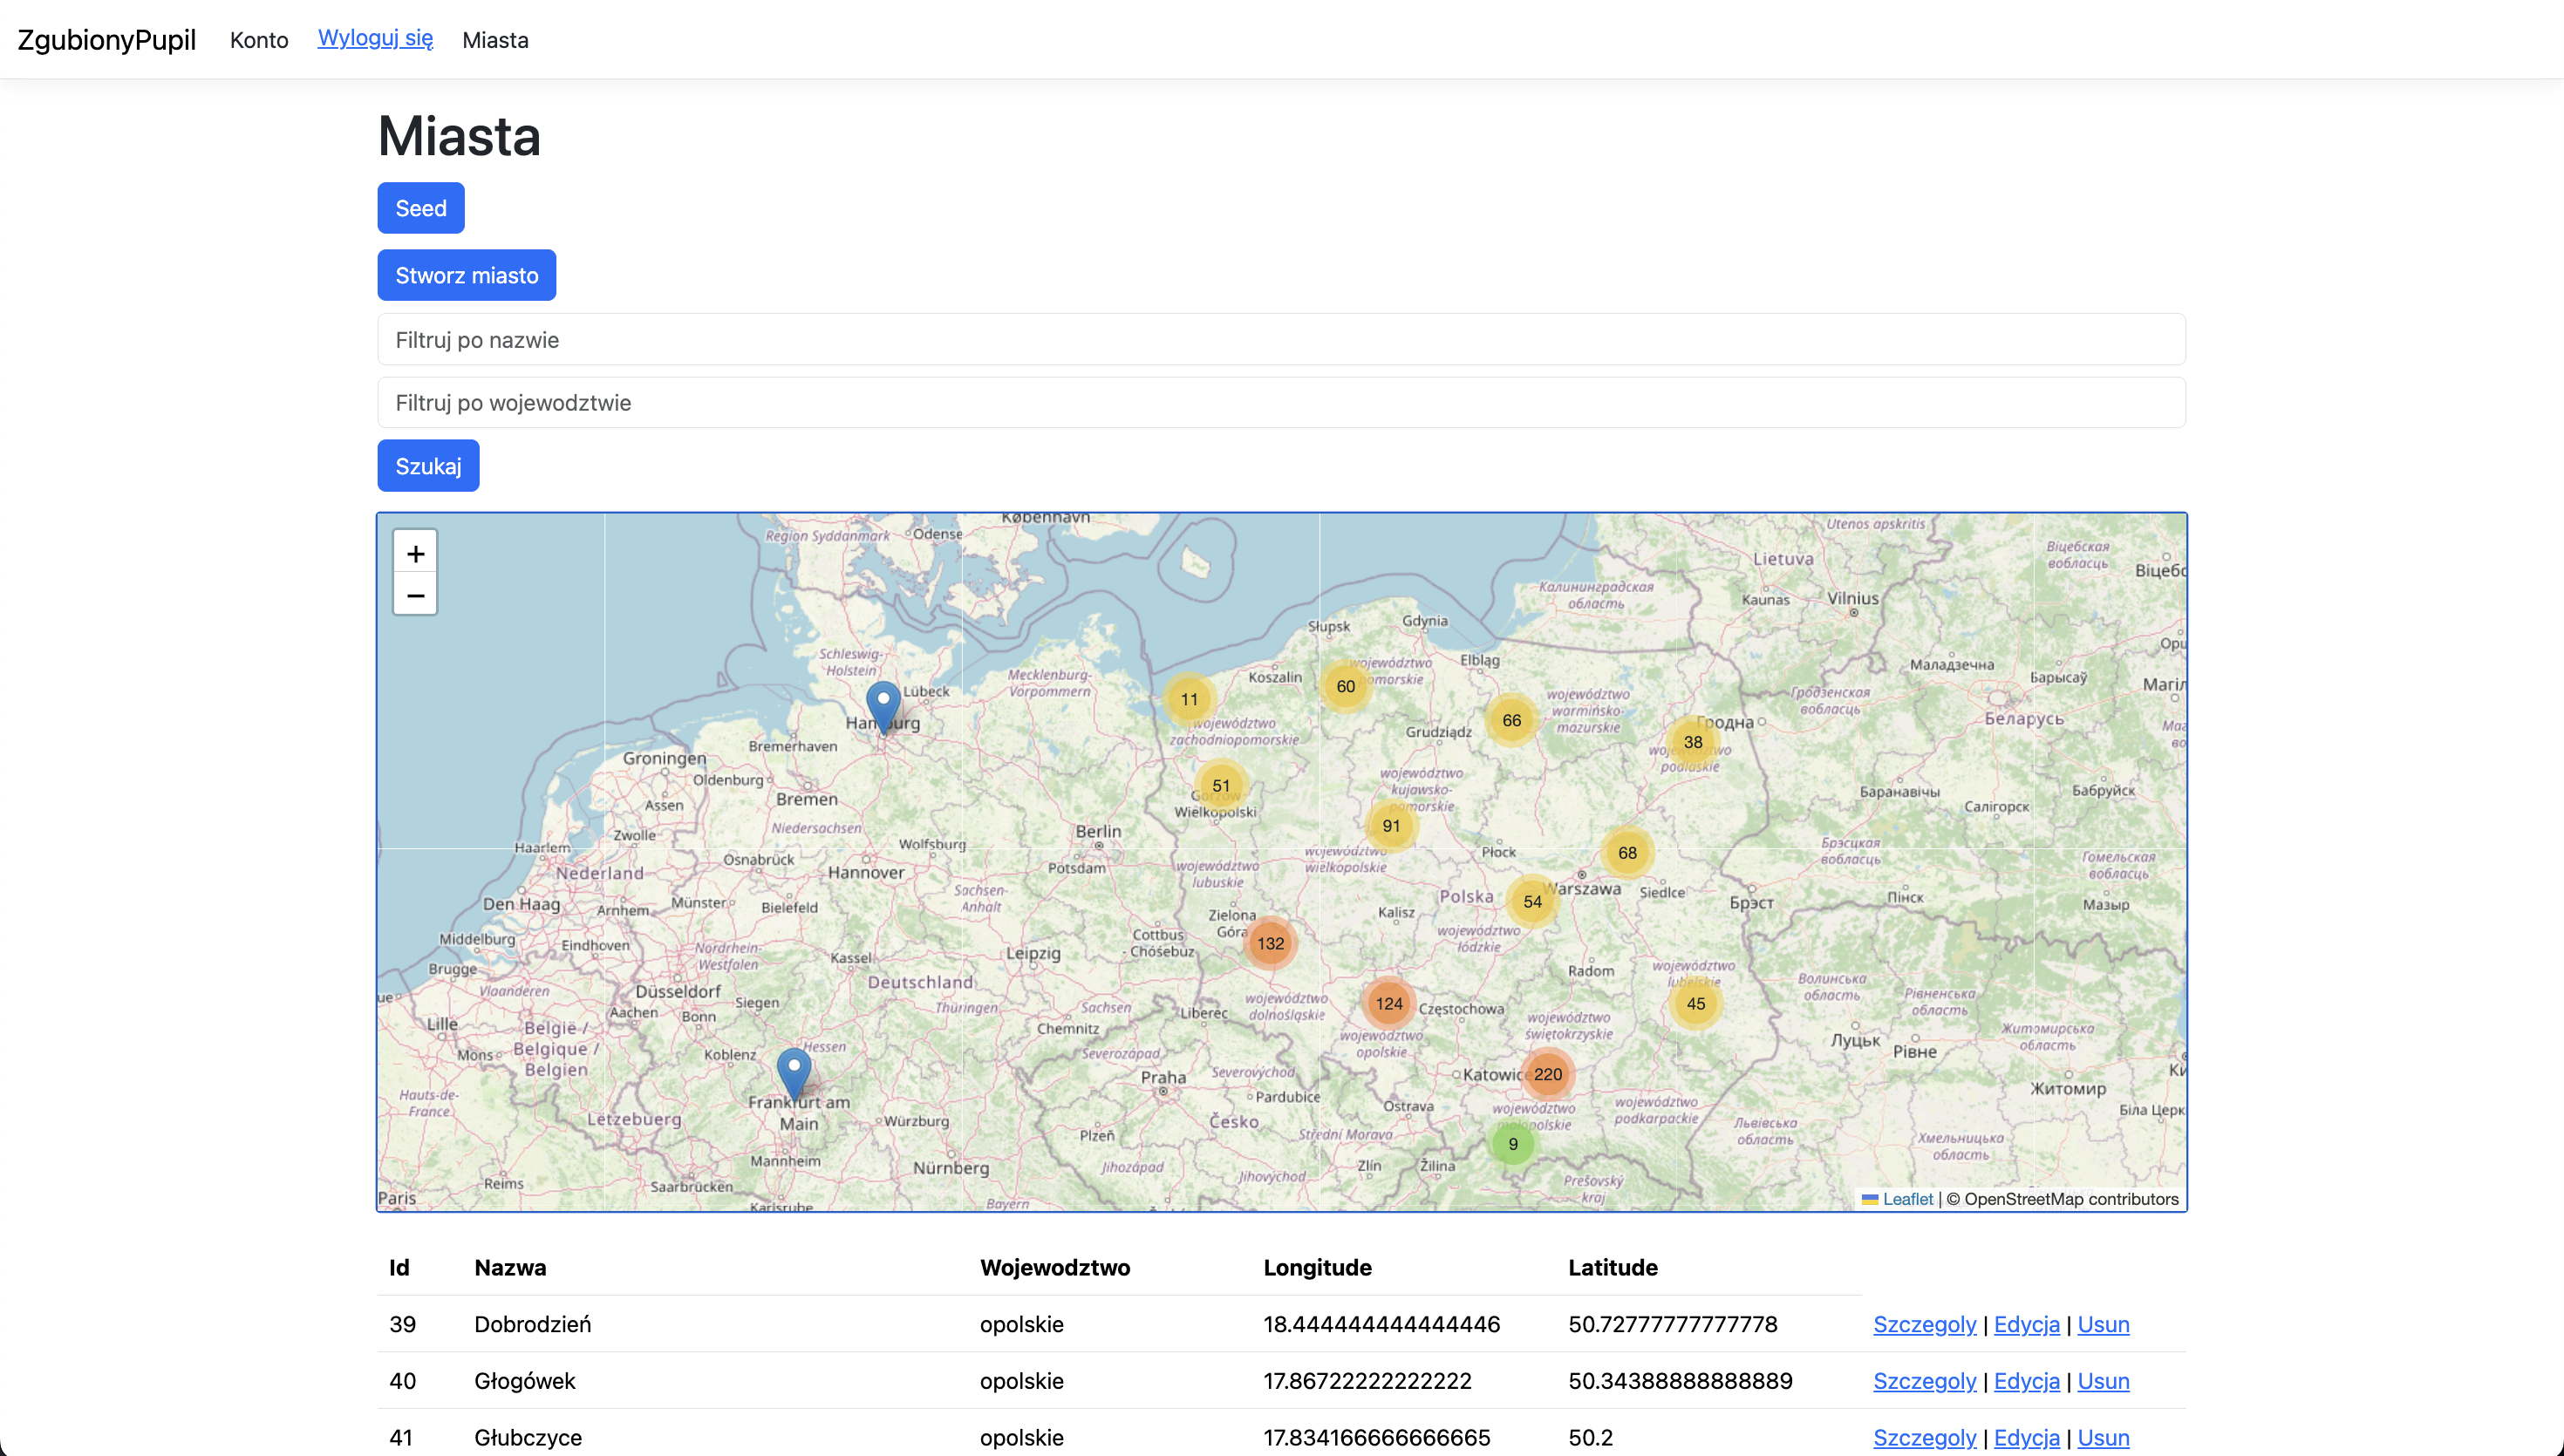 ZgubionyPupil Konto Wyloguj się Miasta
Miasta
Seed
Stworz miasto
Filtruj po nazwie
Filtruj po wojewodztwie
Szukaj
+
−
København
Region Syddanmark
Odense
Utenos apskritis
Lietuva
Віцебская вобласць
Калининградская область
Kaunas
Vilnius
Słupsk
Gdynia
Schleswig-Holstein
Lübeck
Mecklenburg-Vorpommern
11
Koszalin
60
województwo pomorskie
Elbląg
Маладзечна
Барысаў
województwo zachodniopomorskie
66
województwo warmińsko-mazurskie
Гродна
Гродзенская вобласць
Беларусь
Grudziądz
38
Bremerhaven
Groningen
Oldenburg
Assen
Bremen
51
Wielkopolski
województwo kujawsko-pomorskie
91
Баранавічы
Салігорск
Бабруйск
Zwolle
Niedersachsen
Wolfsburg
Berlin
Haarlem
Nederland
Osnabrück
Hannover
Potsdam
województwo lubuskie
województwo wielkopolskie
Płock
68
Брэсцкая вобласць
Гомельская вобласць
Den Haag
Arnhem
Münster
Bielefeld
Sachsen-Anhalt
Polska
54
Warszawa
Siedlce
Брэст
Пінск
Мазыр
Zielona Góra
Kalisz
132
Middelburg
Eindhoven
Nordrhein-Westfalen
Kassel
Leipzig
Cottbus - Chóśebuz
województwo łódzkie
Brugge
Vlaanderen
Düsseldorf
Siegen
Deutschland
Radom
województwo lubelskie
Волинська область
Рівненська область
Lille
Aachen
Bonn
Thüringen
Sachsen
Chemnitz
Liberec
województwo dolnośląskie
124
Częstochowa
45
Mons
België / Belgique / Belgien
Koblenz
Hessen
Severozápad
województwo opolskie
województwo świętokrzyskie
Луцьк
Рівне
Житомирська область
Praha
Severovýchod
Pardubice
Katowice
220
Житомир
Hauts-de-France
Lëtzebuerg
Frankfurt am Main
Würzburg
Plzeň
Česko
Ostrava
województwo podkarpackie
Львівська область
Біла Церк
Střední Morava
9
Хмельницька область
Reims
Mannheim
Nürnberg
Jihozápad
Jihovýchod
Zlín
Žilina
Prešovský kraj
Paris
Saarbrücken
Karlsruhe
Bayern
Leaflet | © OpenStreetMap contributors
Id Nazwa Wojewodztwo Longitude Latitude
39 Dobrodzień opolskie 18.444444444444446 50.72777777777778 Szczegoly | Edycja | Usun
40 Głogówek opolskie 17.86722222222222 50.34388888888889 Szczegoly | Edycja | Usun
41 Głubczyce opolskie 17.834166666666665 50.2 Szczegoly | Edycja | Usun